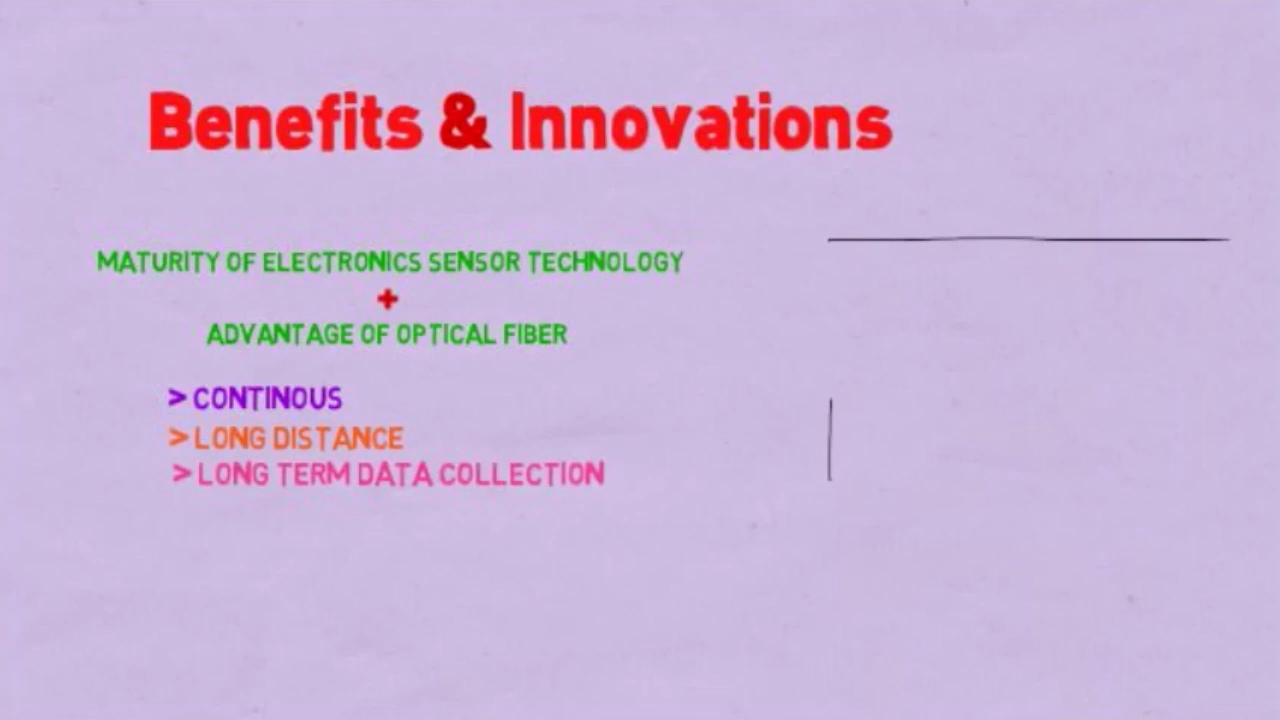 Benefits & Innovations
MATURITY OF ELECTRONICS SENSOR TECHNOLOGY
+
ADVANTAGE OF OPTICAL FIBER
> CONTINOUS
> LONG DISTANCE
> LONG TERM DATA COLLECTION